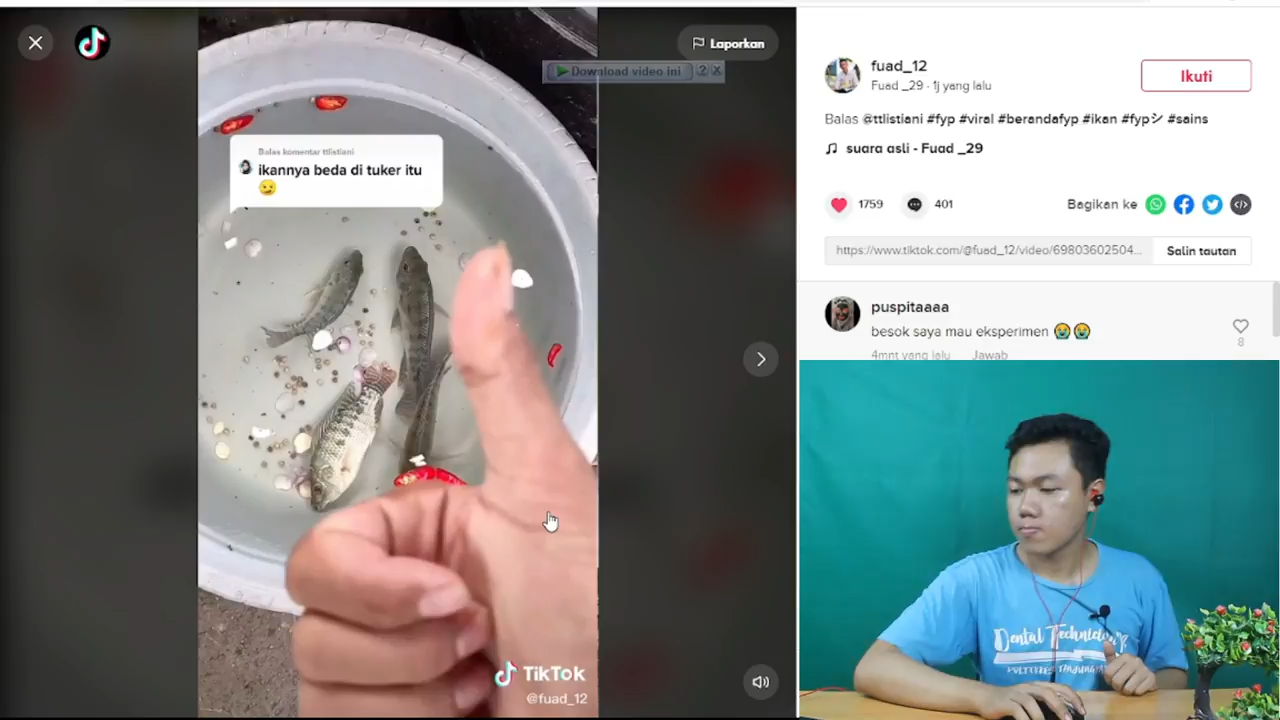 Laporkan
Download video ini
Balas komentar ttlistiani
ikannya beda di tuker itu
TikTok
@fuad_12
fuad_12
Fuad _29 · 1j yang lalu
Ikuti
Balas @ttlistiani #fyp #viral #berandafyp #ikan #fypシ #sains
suara asli - Fuad _29
1759
401
Bagikan ke
https://www.tiktok.com/@fuad_12/video/69803602504...
Salin tautan
puspitaaaa
besok saya mau eksperimen 😭😭
8
4mnt yang lalu
Jawab
Dental Technician